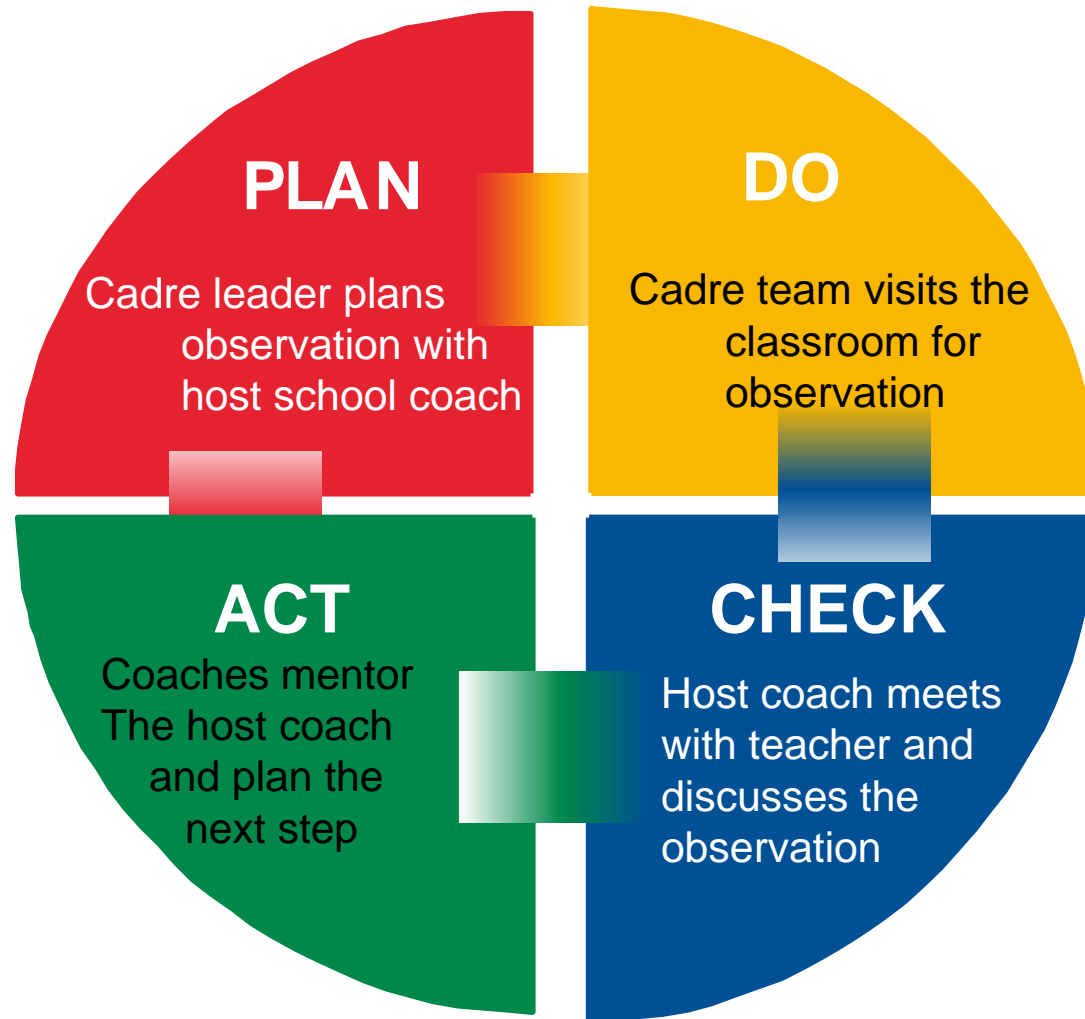 PLAN
Cadre leader plans
observation with
host school coach
DO
Cadre team visits the
classroom for
observation
ACT
Coaches mentor
The host coach
and plan the
next step
CHECK
Host coach meets
with teacher and
discusses the
observation